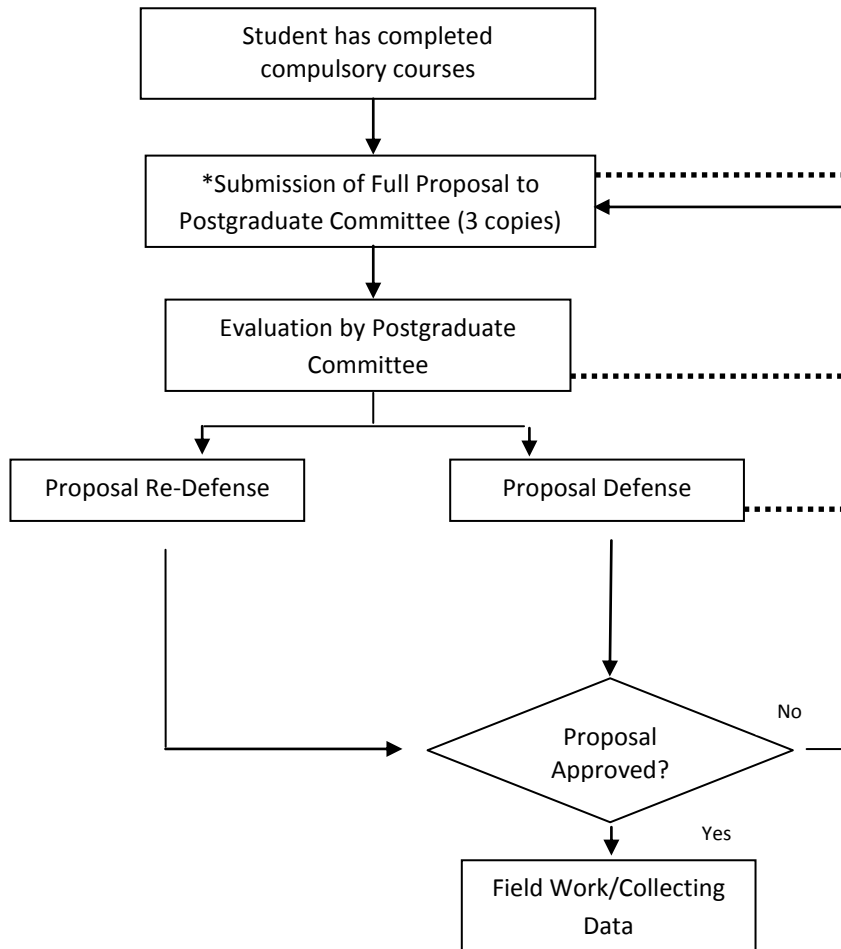 Student has completed
compulsory courses
*Submission of Full Proposal to
Postgraduate Committee (3 copies)
Evaluation by Postgraduate
Committee
Proposal Re-Defense
Proposal Defense
No
Proposal
Approved?
Yes
Field Work/Collecting
Data